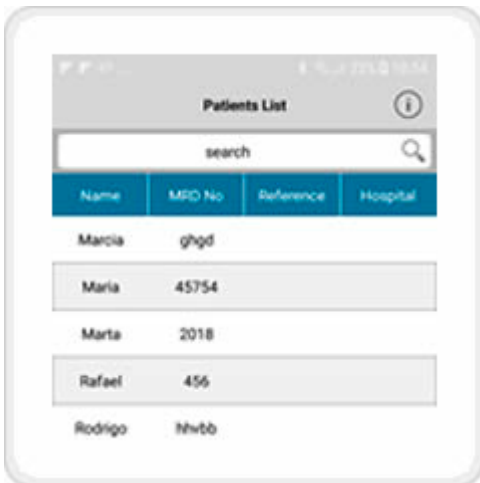 Patients List
search
Name MRD No Reference Hospital
Marcia ghgd
Maria 45754
Marta 2018
Rafael 456
Rodrigo hhvbb